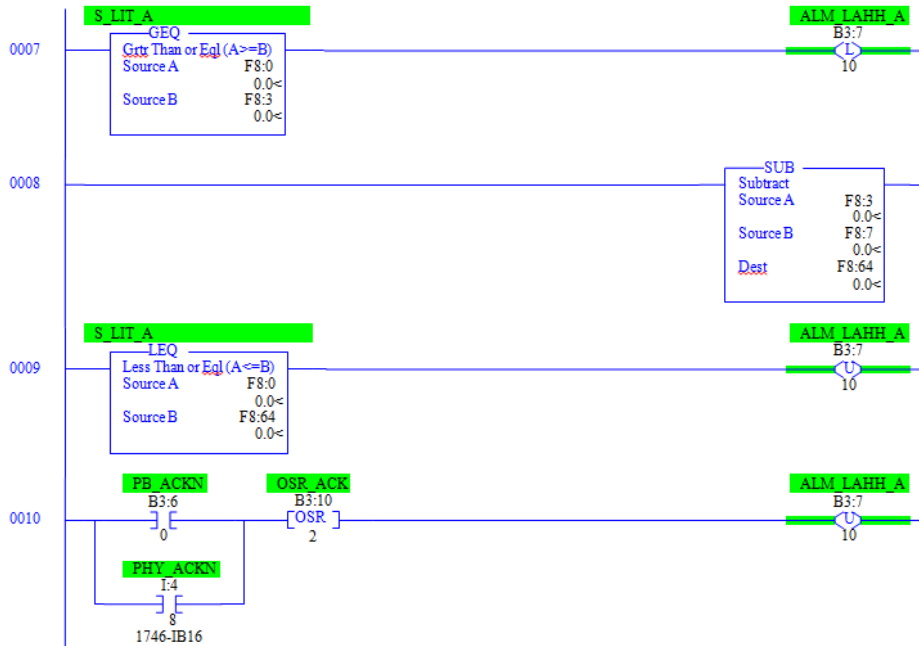 S_LIT_A
ALM_LAHH_A
GEQ
B3:7
0007
Grtr Than or Eql (A>=B)
L
Source A F8:0
10
0.0<
Source B F8:3
0.0<
SUB
0008
Subtract
Source A F8:3
0.0<
Source B F8:7
0.0<
Dest F8:64
0.0<
S_LIT_A
ALM_LAHH_A
LEQ
B3:7
0009
Less Than or Eql (A<=B)
U
Source A F8:0
10
0.0<
Source B F8:64
0.0<
PB_ACKN
OSR_ACK
ALM_LAHH_A
B3:6
B3:10
B3:7
0010
OSR
U
0
2
10
PHY_ACKN
I:4
8
1746-IB16